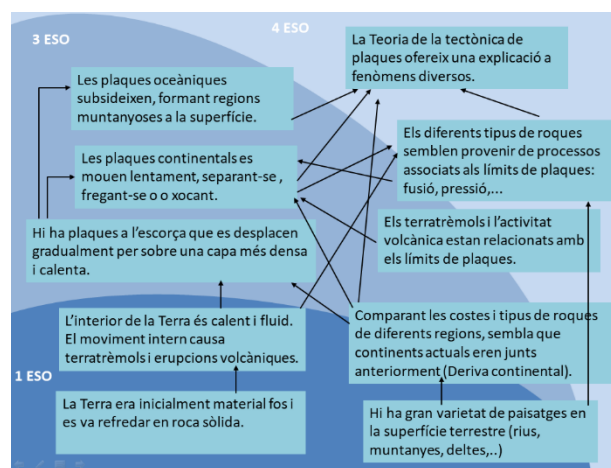 3 ESO
4 ESO
La Teoria de la tectònica de
plaques ofereix una explicació a
fenòmens diversos.
Les plaques oceàniques
subsideixen, formant regions
muntanyoses a la superfície.
Els diferents tipus de roques
semblen provenir de processos
associats als límits de plaques:
fusió, pressió,...
Les plaques continentals es
mouen lentament, separant-se ,
fregant-se o o xocant.
Hi ha plaques a l'escorça que es desplacen
gradualment per sobre una capa més densa
i calenta.
Els terratrèmols i l'activitat
volcànica estan relacionats amb
els límits de plaques.
L'interior de la Terra és calent i fluid.
El moviment intern causa
terratrèmols i erupcions volcàniques.
Comparant les costes i tipus de roques
de diferents regions, sembla que
continents actuals eren junts
anteriorment (Deriva continental).
1 ESO
La Terra era inicialment material fos i
es va refredar en roca sòlida.
Hi ha gran varietat de paisatges en
la superfície terrestre (rius,
muntanyes, deltes,..)